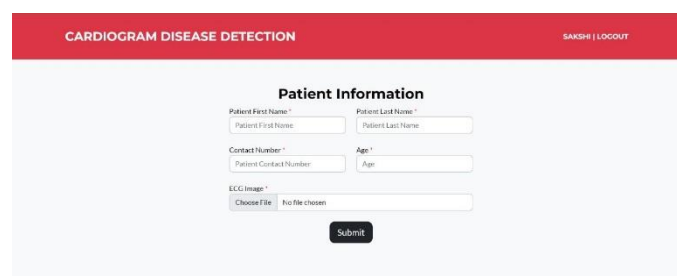 CARDIOGRAM DISEASE DETECTION SAKSHI | LOGOUT
Patient Information
Patient First Name * Patient Last Name *
Patient First Name Patient Last Name
Contact Number * Age *
Patient Contact Number Age
ECG Image *
Choose File No file chosen
Submit